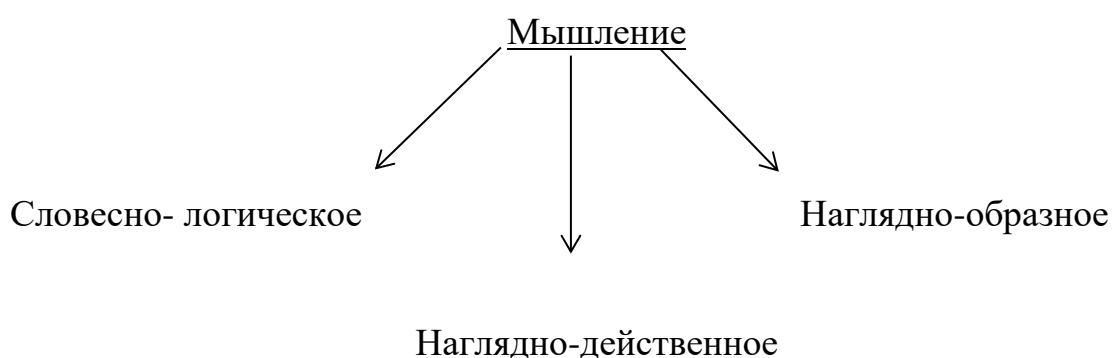 Мышление
Словесно- логическое
Наглядно-образное
Наглядно-действенное